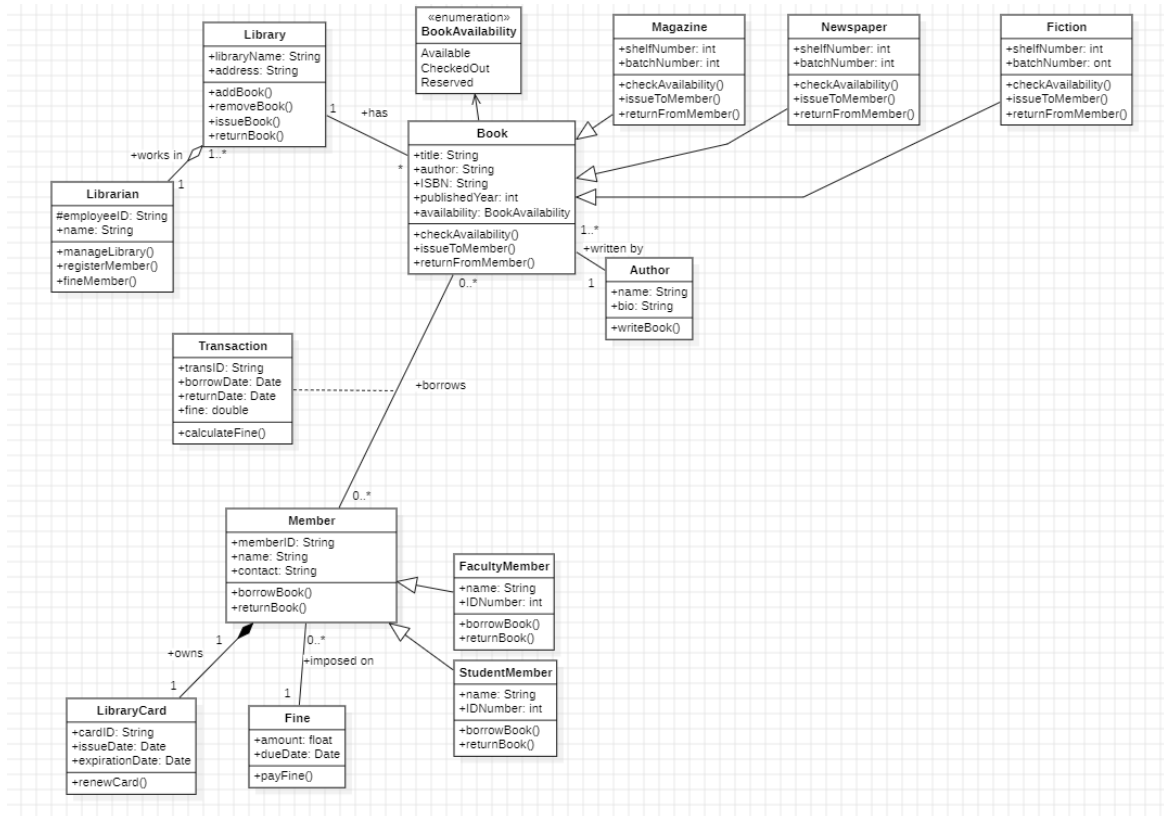 Library
+libraryName: String
+address: String
+addBook()
+removeBook()
+issueBook()
+returnBook()
«enumeration»
BookAvailability
Available
CheckedOut
Reserved
Magazine
+shelfNumber: int
+batchNumber: int
+checkAvailability()
+issueToMember()
+returnFromMember()
Newspaper
+shelfNumber: int
+batchNumber: int
+checkAvailability()
+issueToMember()
+returnFromMember()
Fiction
+shelfNumber: int
+batchNumber: ont
+checkAvailability()
+issueToMember()
+returnFromMember()
1
+has
*
+works in
1..*
1
Librarian
#employeeID: String
+name: String
+manageLibrary()
+registerMember()
+fineMember()
Book
+title: String
+author: String
+ISBN: String
+publishedYear: int
+availability: BookAvailability
+checkAvailability()
+issueToMember()
+returnFromMember()
1..*
+written by
1
Author
+name: String
+bio: String
+writeBook()
0..*
Transaction
+transID: String
+borrowDate: Date
+returnDate: Date
+fine: double
+calculateFine()
+borrows
0..*
Member
+memberID: String
+name: String
+contact: String
+borrowBook()
+returnBook()
FacultyMember
+name: String
+IDNumber: int
+borrowBook()
+returnBook()
StudentMember
+name: String
+IDNumber: int
+borrowBook()
+returnBook()
1
+owns
1
0..*
+imposed on
1
LibraryCard
+cardID: String
+issueDate: Date
+expirationDate: Date
+renewCard()
Fine
+amount: float
+dueDate: Date
+payFine()